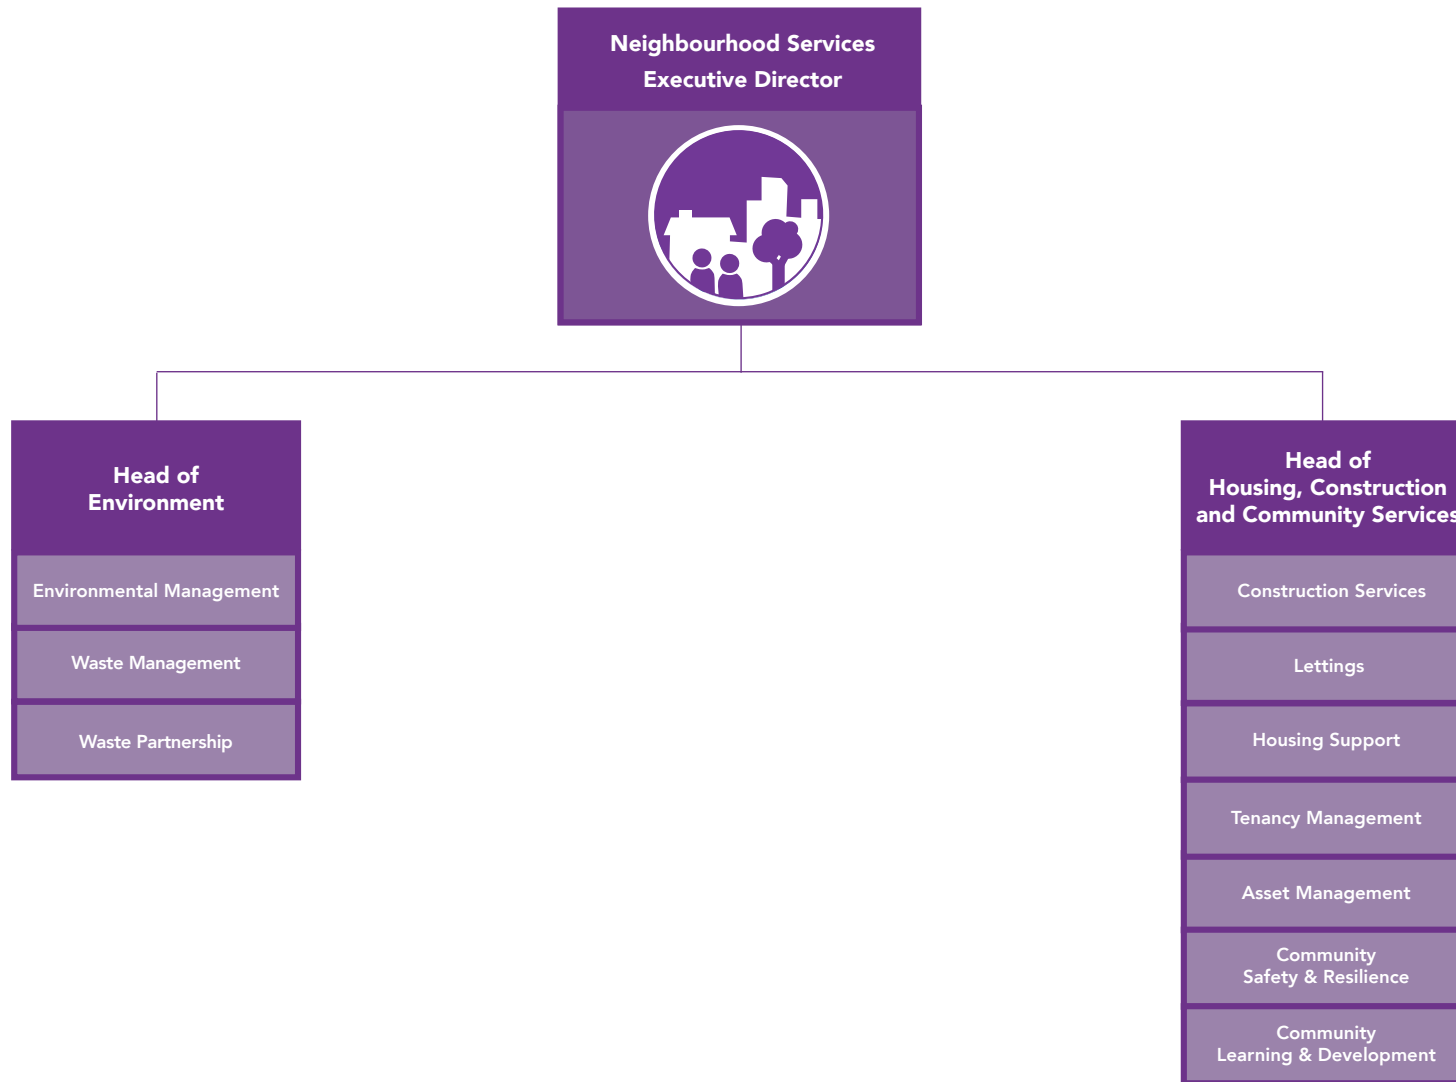 Neighbourhood Services
Executive Director
Head of
Environment
Environmental Management
Waste Management
Waste Partnership
Head of
Housing, Construction
and Community Services
Construction Services
Lettings
Housing Support
Tenancy Management
Asset Management
Community
Safety & Resilience
Community
Learning & Development